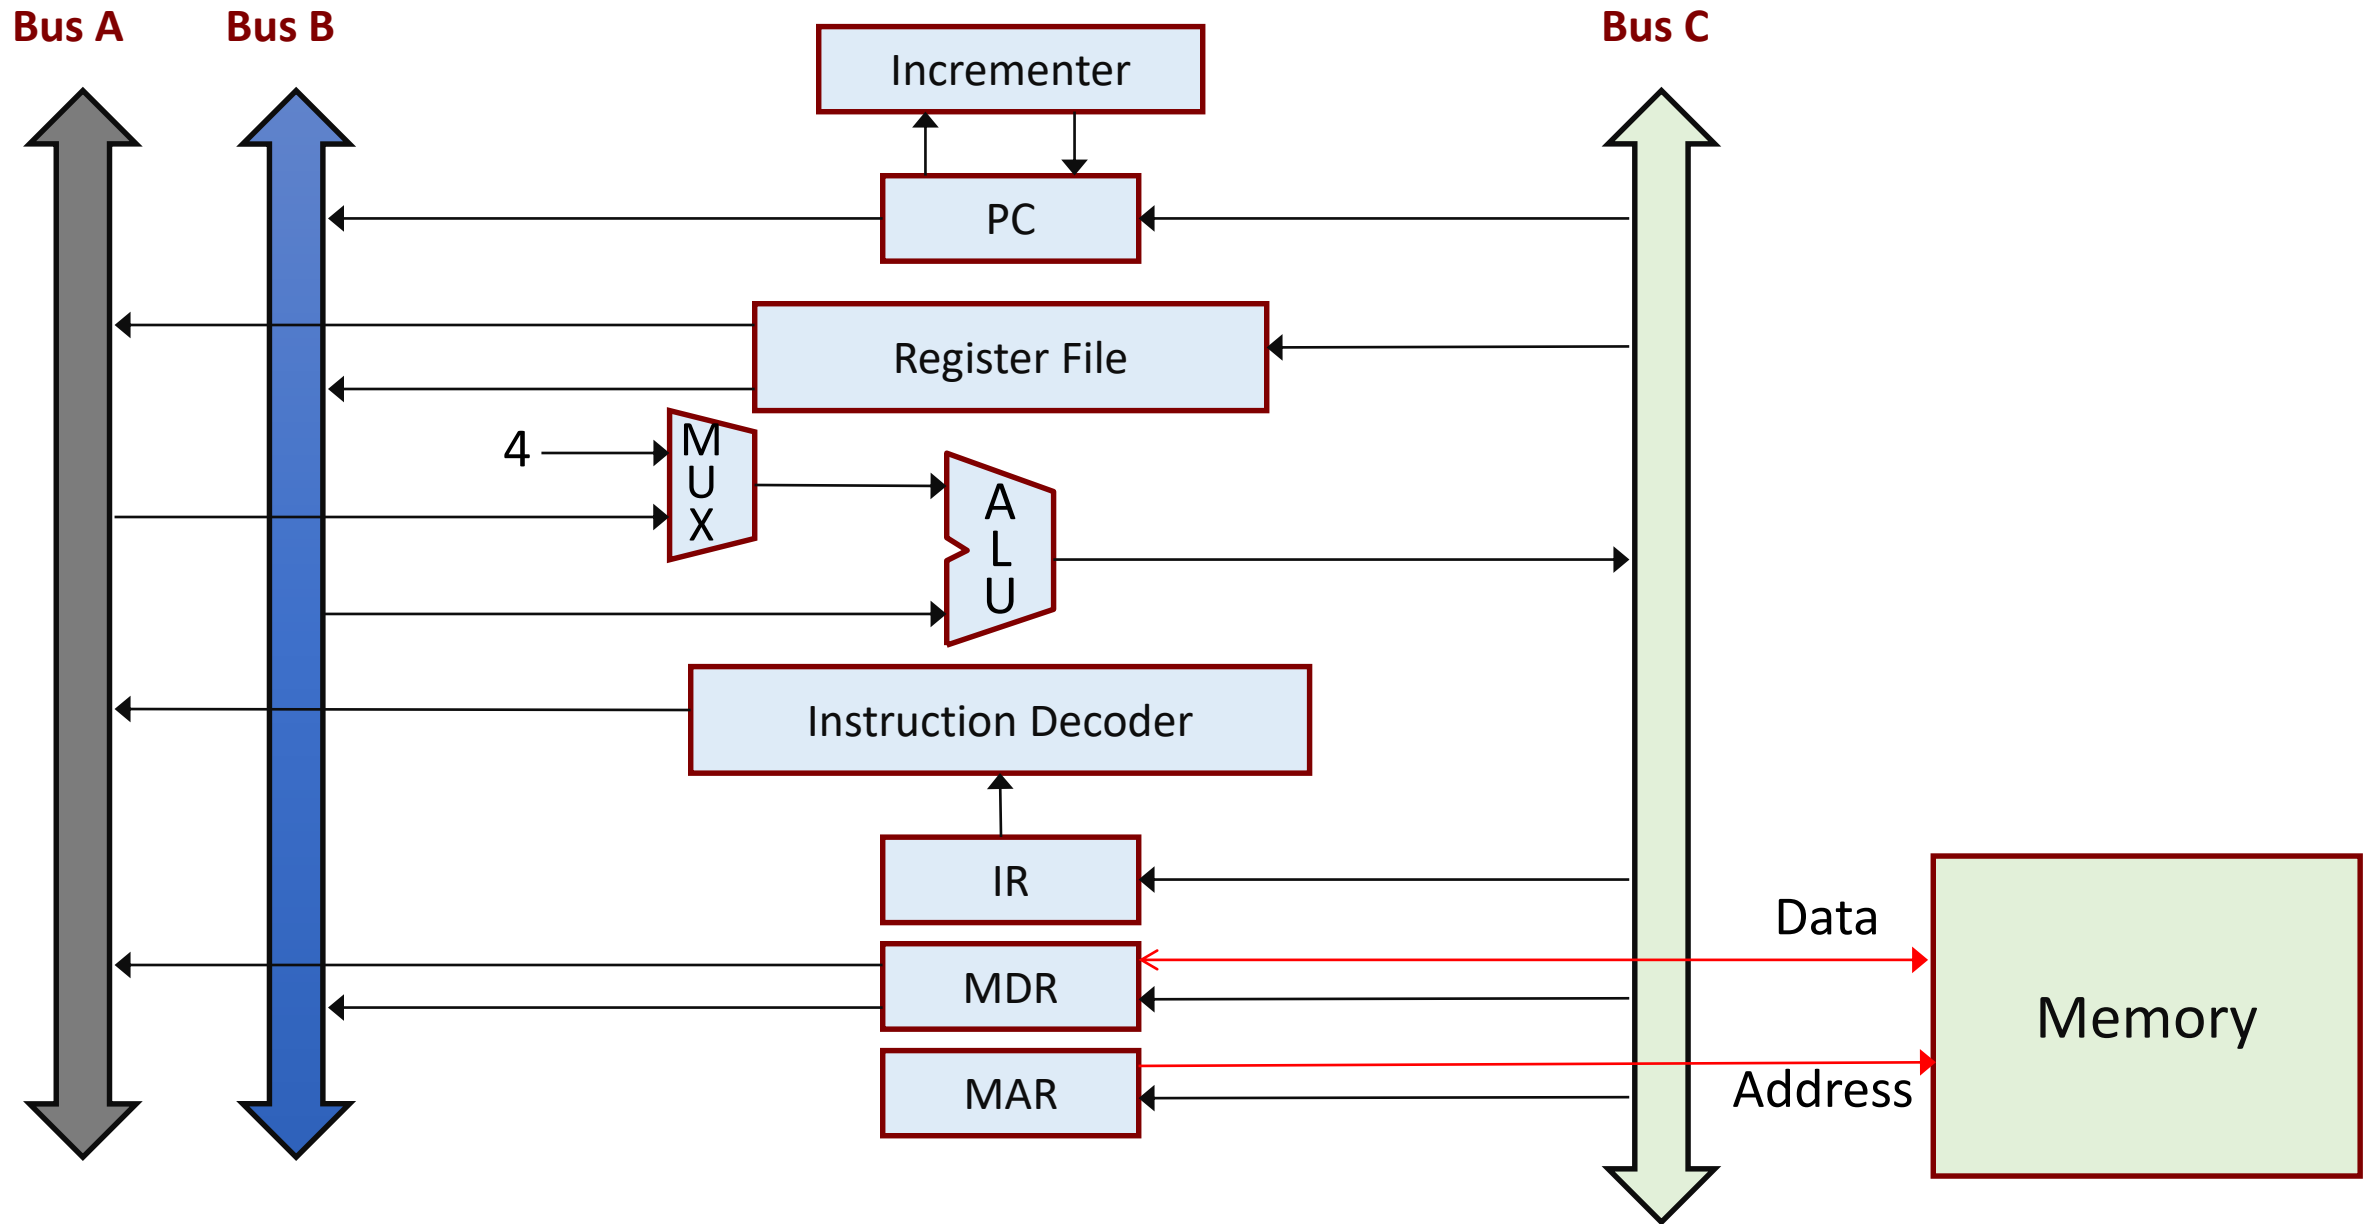 Bus A
Bus B
Bus C
Incrementer
PC
Register File
4
M
U
X
A
L
U
Instruction Decoder
IR
Data
MDR
Memory
MAR
Address